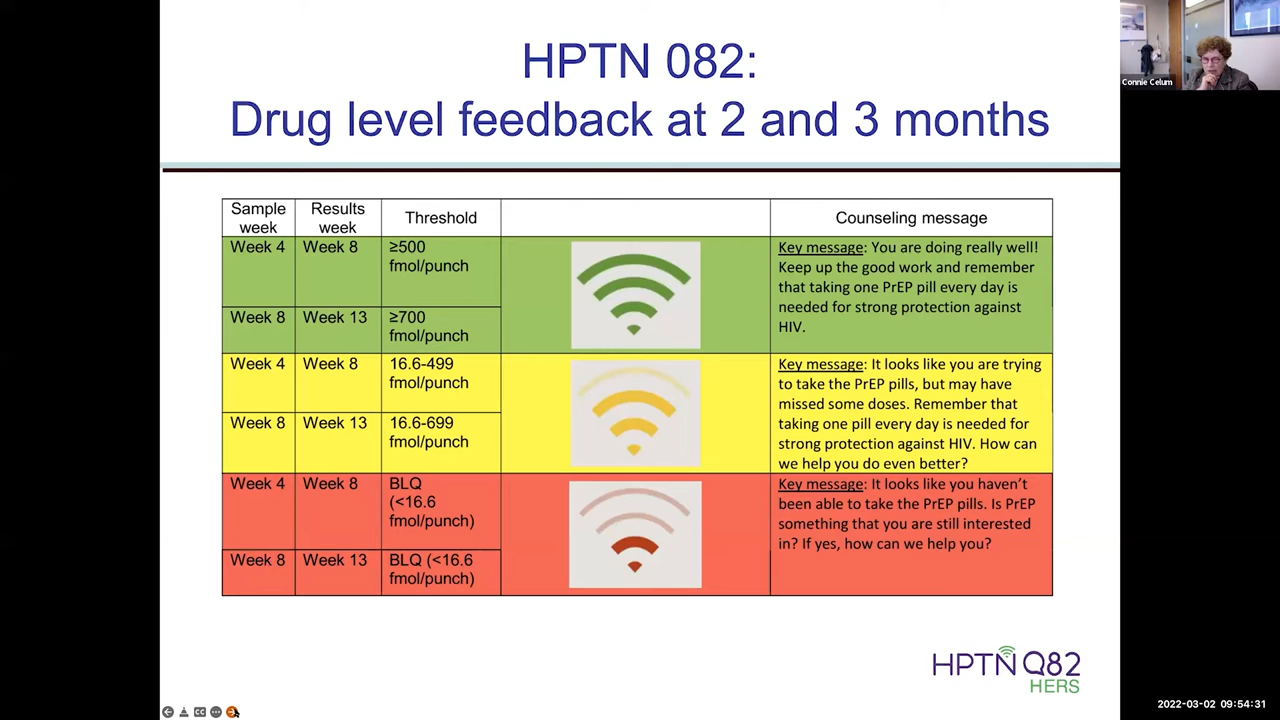 HPTN 082:
Drug level feedback at 2 and 3 months
Connie Celum
Sample week
Results week
Threshold
Counseling message
Week 4
Week 8
≥500
fmol/punch
Key message: You are doing really well!
Keep up the good work and remember
that taking one PrEP pill every day is
needed for strong protection against
HIV.
Week 8
Week 13
≥700
fmol/punch
Week 4
Week 8
16.6-499
fmol/punch
Key message: It looks like you are trying
to take the PrEP pills, but may have
missed some doses. Remember that
taking one pill every day is needed for
strong protection against HIV. How can
we help you do even better?
Week 8
Week 13
16.6-699
fmol/punch
Week 4
Week 8
BLQ
(<16.6
fmol/punch)
Key message: It looks like you haven't
been able to take the PrEP pills. Is PrEP
something that you are still interested
in? If yes, how can we help you?
Week 8
Week 13
BLQ (<16.6
fmol/punch)
HPTN 082
HERS
CC
2022-03-02 09:54:31